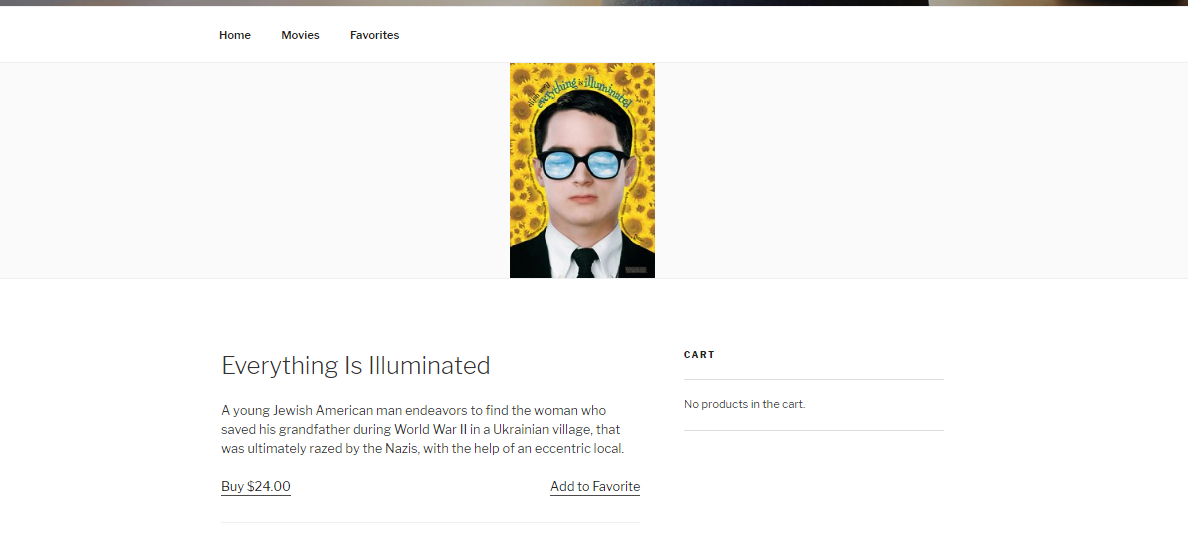 Home Movies Favorites
everything is illuminated
Everything Is Illuminated
CART
No products in the cart.
A young Jewish American man endeavors to find the woman who
saved his grandfather during World War II in a Ukrainian village, that
was ultimately razed by the Nazis, with the help of an eccentric local.
Buy $24.00 Add to Favorite